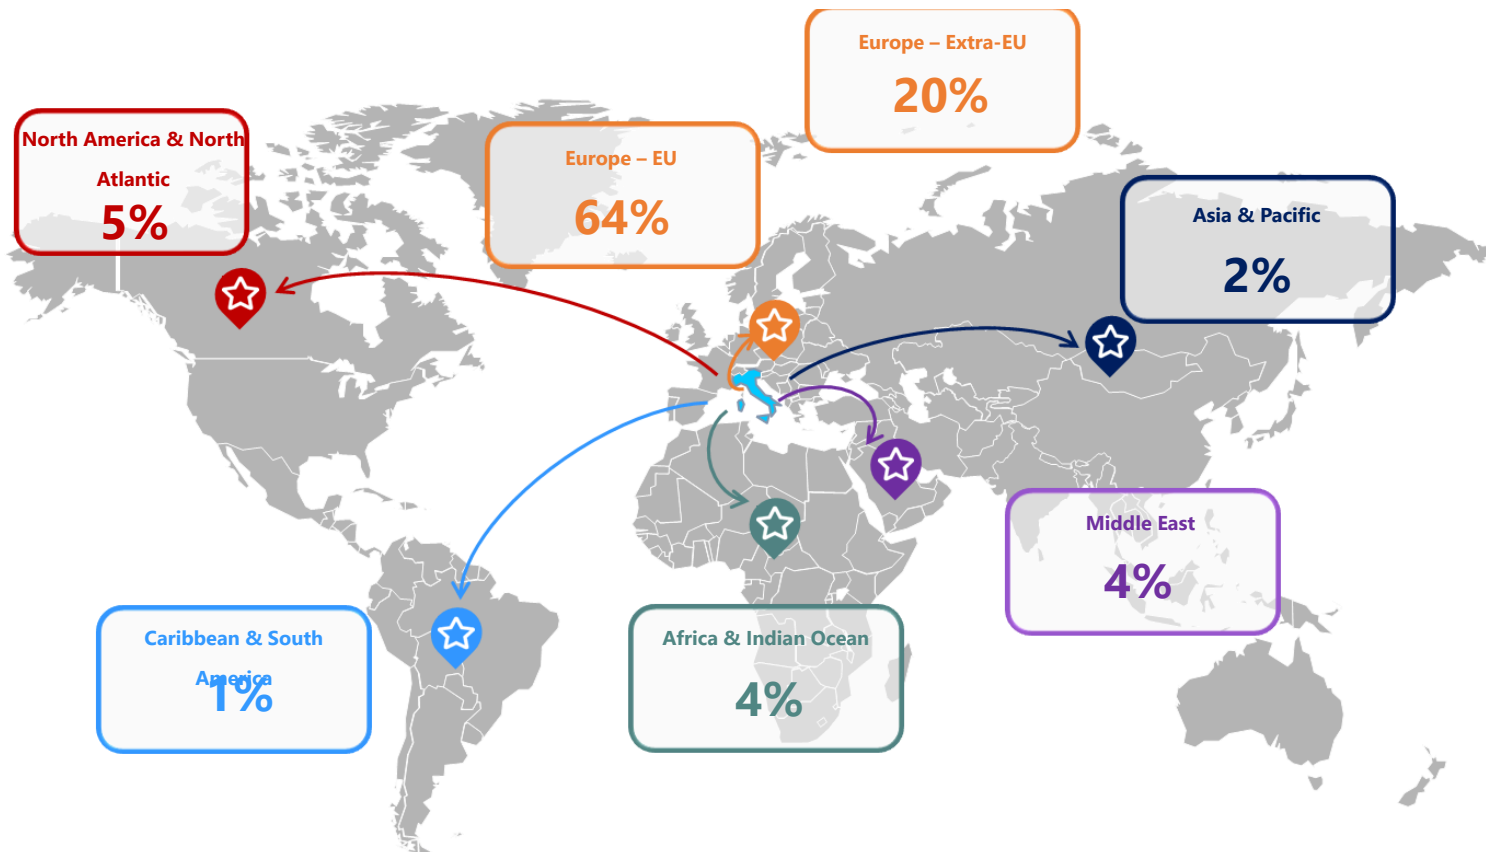 Europe – Extra-EU
20%
North America & North
Atlantic
5%
Europe – EU
64%
Asia & Pacific
2%
Middle East
4%
Caribbean & South
America
1%
Africa & Indian Ocean
4%